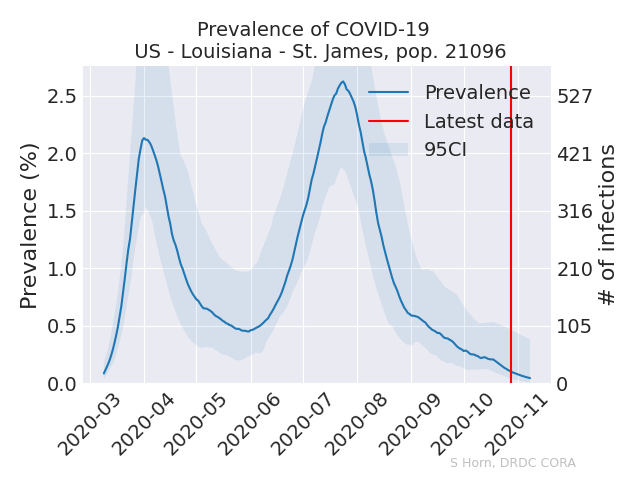 Prevalence of COVID-19
US - Louisiana - St. James, pop. 21096
Prevalence
Latest data
95CI
Prevalence (%)
2.5
2.0
1.5
1.0
0.5
0.0
527
421
316
210
105
0
# of infections
2020-03
2020-04
2020-05
2020-06
2020-07
2020-08
2020-09
2020-10
2020-11
S Horn, DRDC CORA